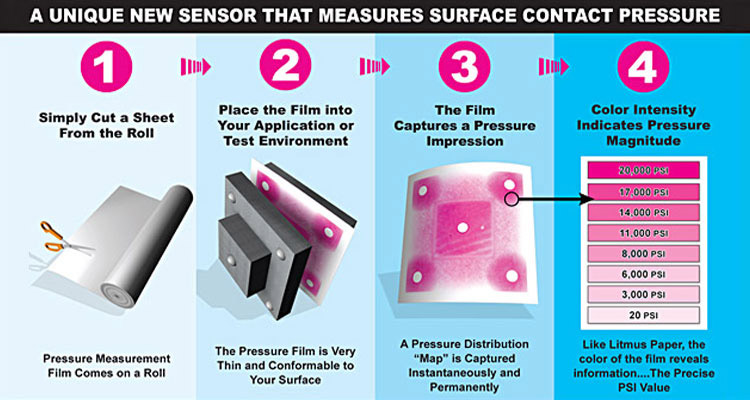 A UNIQUE NEW SENSOR THAT MEASURES SURFACE CONTACT PRESSURE
1
Simply Cut a Sheet
From the Roll
Pressure Measurement
Film Comes on a Roll
2
Place the Film into
Your Application or
Test Environment
The Pressure Film is Very
Thin and Conformable to
Your Surface
3
The Film
Captures a Pressure
Impression
A Pressure Distribution
“Map” is Captured
Instantaneously and
Permanently
4
Color Intensity
Indicates Pressure
Magnitude
20,000 PSI
17,000 PSI
14,000 PSI
11,000 PSI
8,000 PSI
6,000 PSI
3,000 PSI
20 PSI
Like Litmus Paper, the
color of the film reveals
information....The Precise
PSI Value